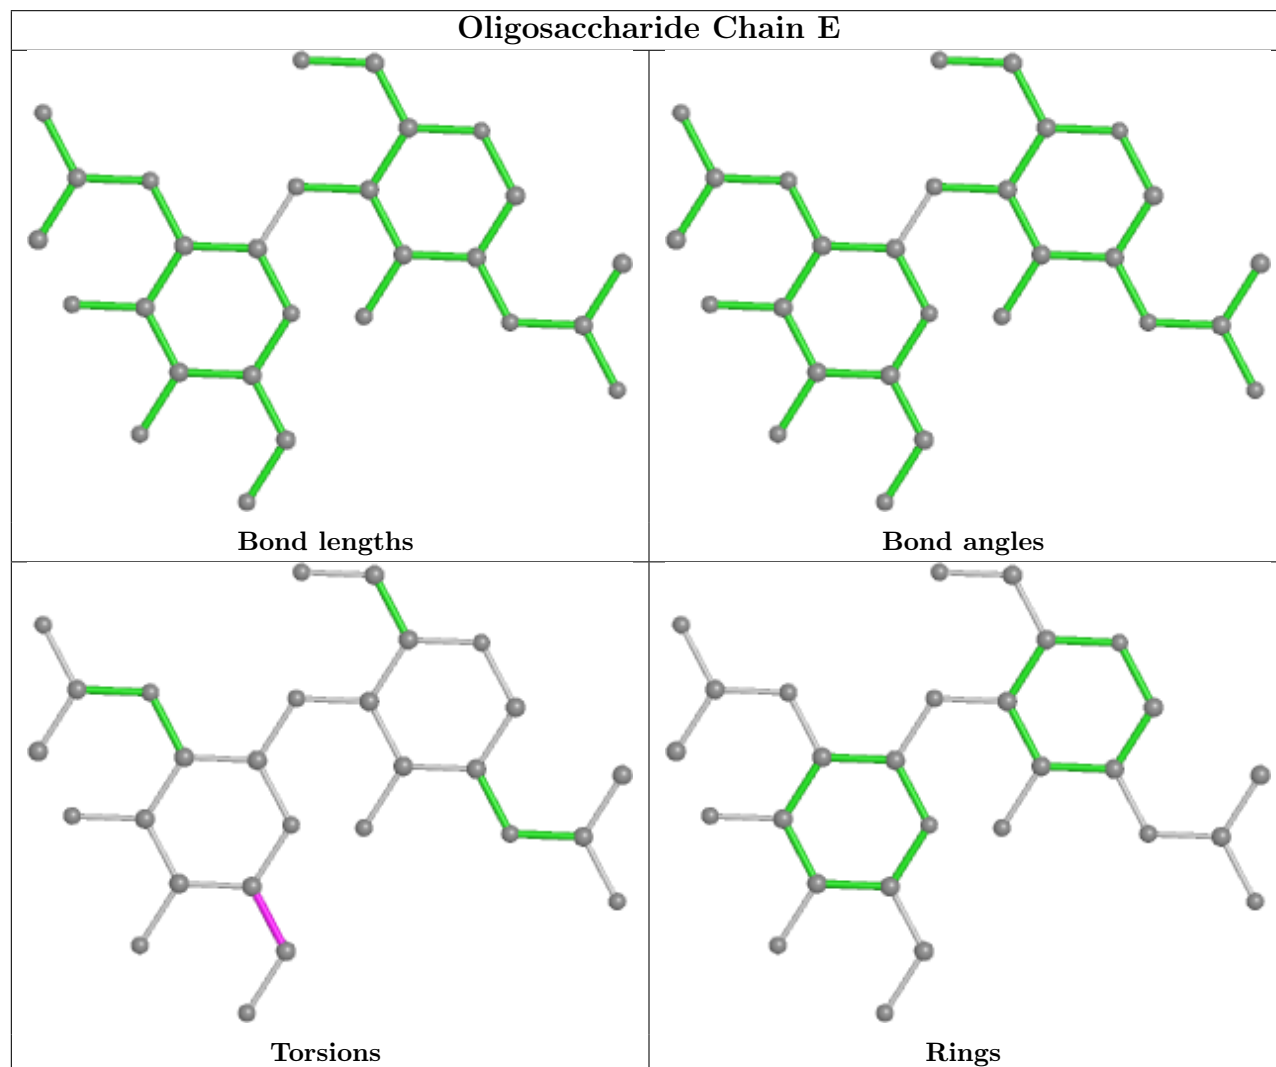 Oligosaccharide Chain E
Bond lengths
Bond angles
Torsions
Rings